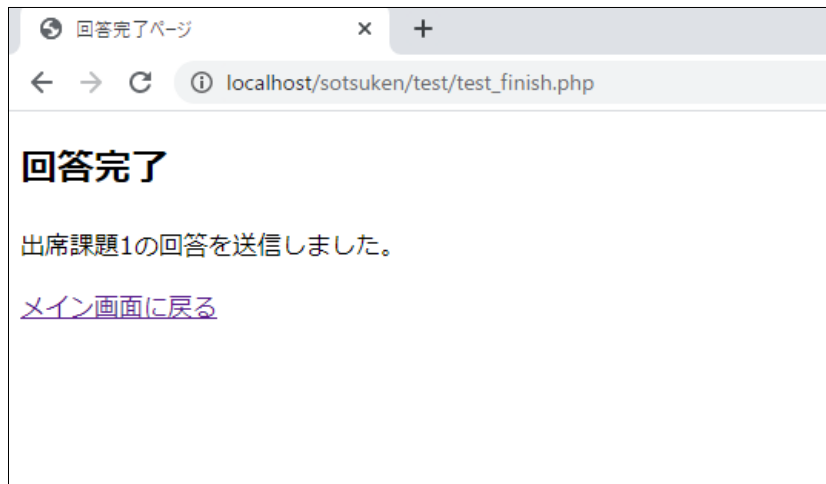 回答完了ページ
localhost/sotsuken/test/test_finish.php
回答完了
出席課題1の回答を送信しました。
メイン画面に戻る